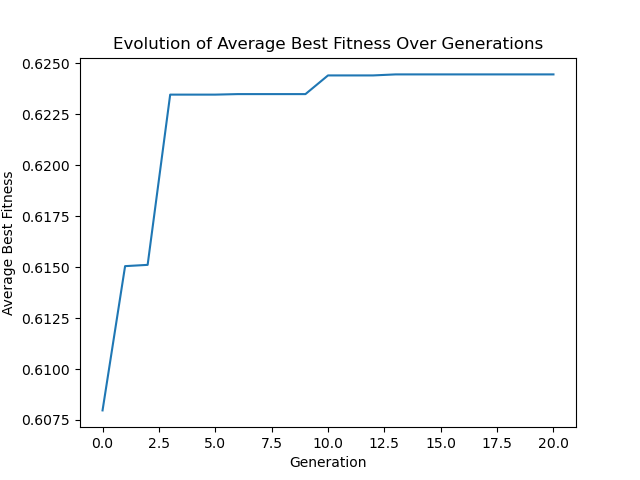 Evolution of Average Best Fitness Over Generations
Average Best Fitness
0.6250
0.6225
0.6200
0.6175
0.6150
0.6125
0.6100
0.6075
0.0 2.5 5.0 7.5 10.0 12.5 15.0 17.5 20.0
Generation